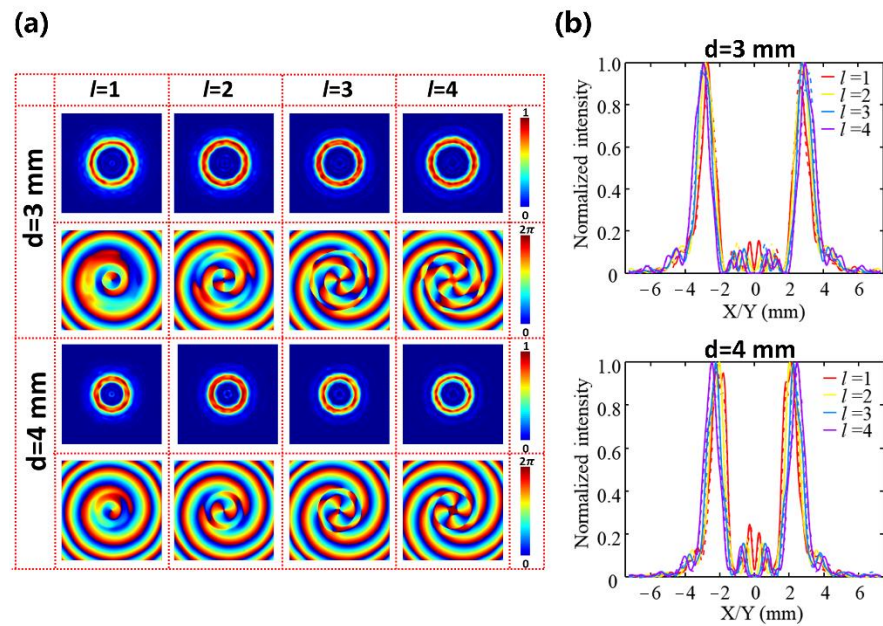 (a)
l=1 l=2 l=3 l=4
d=3 mm
1
0
2π
0
d=4 mm
1
0
2π
0
(b)
d=3 mm
Normalized intensity
1.0
0.8
0.6
0.4
0.2
0
l=1
l=2
l=3
l=4
−6 −4 −2 0 2 4 6
X/Y (mm)
d=4 mm
Normalized intensity
1.0
0.8
0.6
0.4
0.2
0
l=1
l=2
l=3
l=4
−6 −4 −2 0 2 4 6
X/Y (mm)